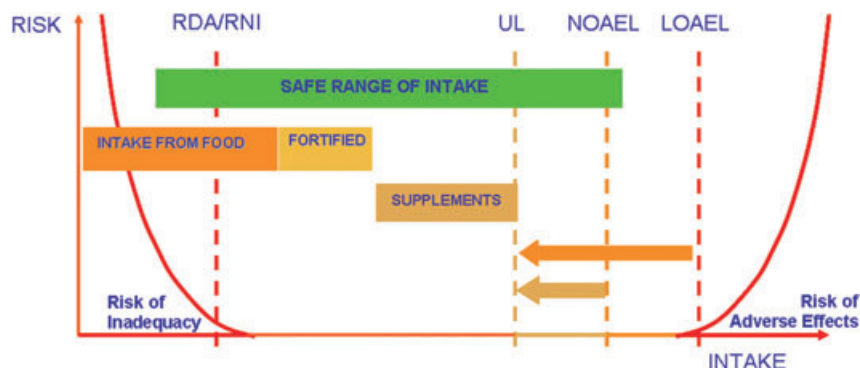 RISK
RDA/RNI
UL
NOAEL
LOAEL
SAFE RANGE OF INTAKE
INTAKE FROM FOOD
FORTIFIED
SUPPLEMENTS
Risk of
Inadequacy
Risk of
Adverse Effects
INTAKE